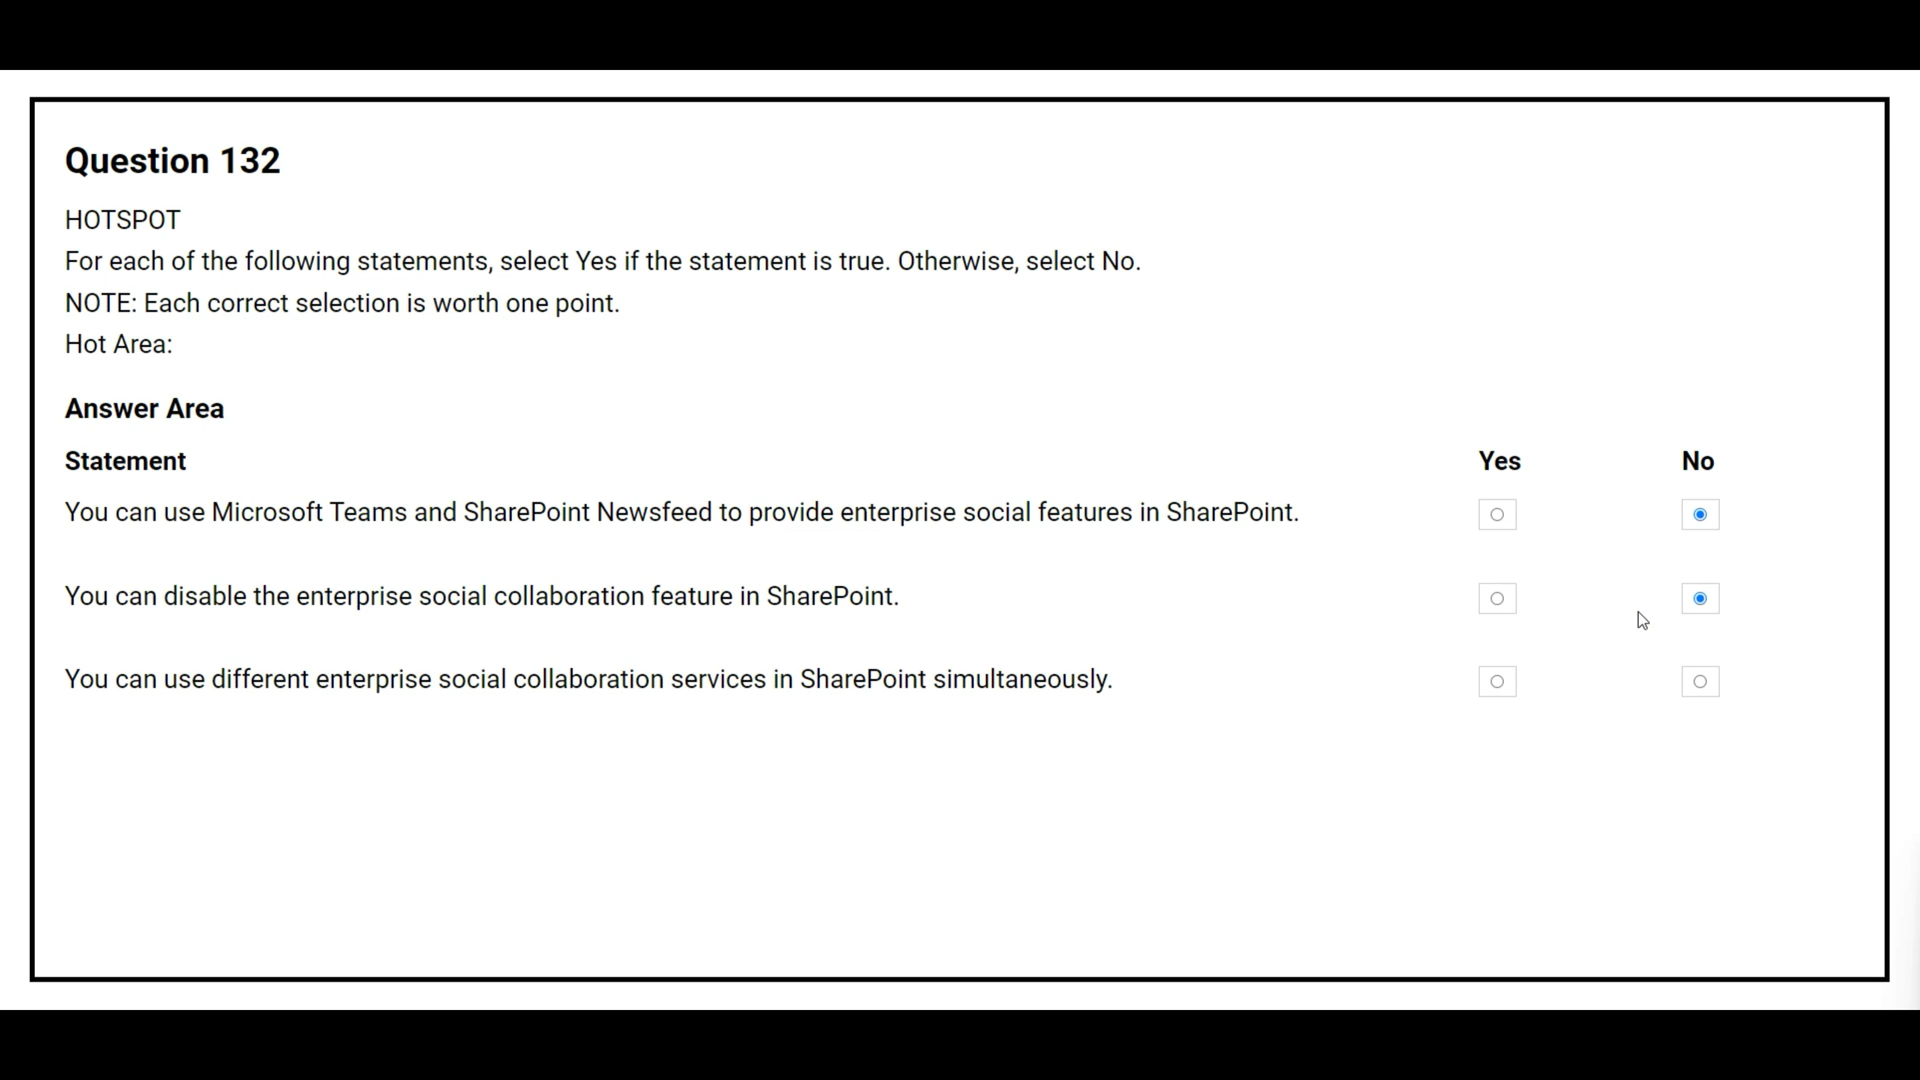 Question 132
HOTSPOT
For each of the following statements, select Yes if the statement is true. Otherwise, select No.
NOTE: Each correct selection is worth one point.
Hot Area:
Answer Area
Statement Yes No
You can use Microsoft Teams and SharePoint Newsfeed to provide enterprise social features in SharePoint.
You can disable the enterprise social collaboration feature in SharePoint.
You can use different enterprise social collaboration services in SharePoint simultaneously.